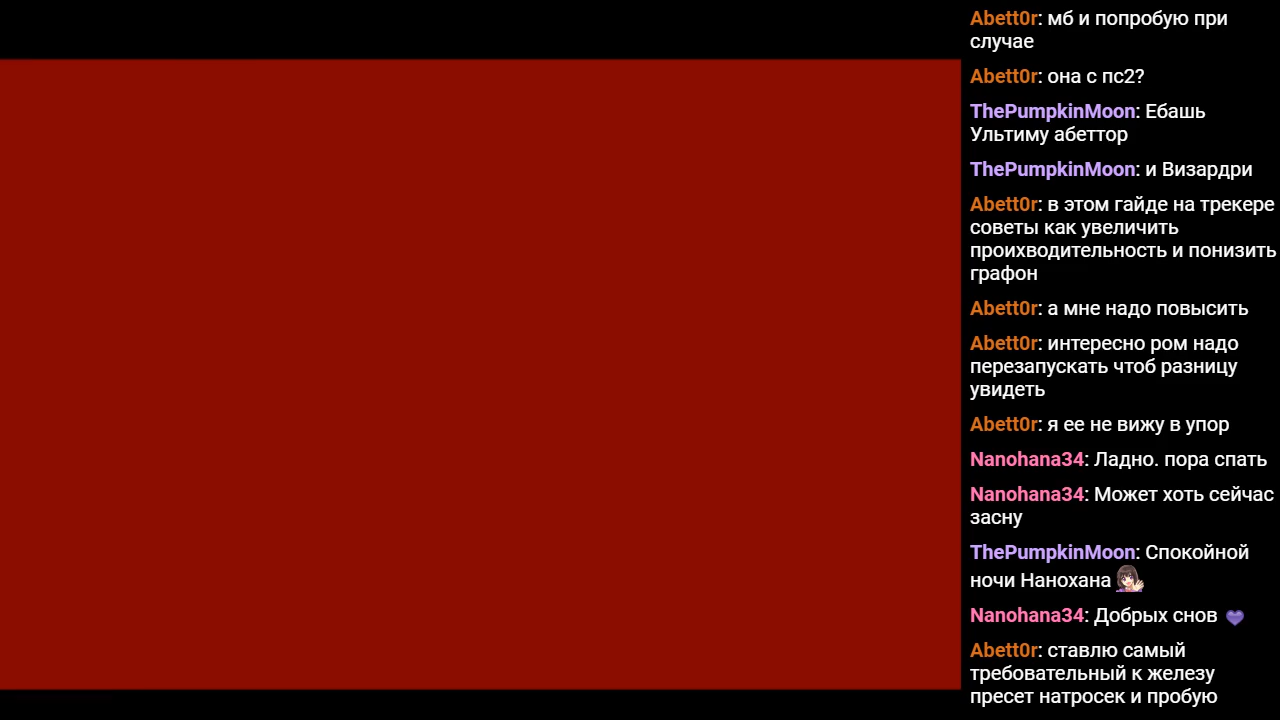 Abett0r: мб и попробую при
случае
Abett0r: она с пс2?
ThePumpkinMoon: Ебашь
Ультиму абеттор
ThePumpkinMoon: и Визардри
Abett0r: в этом гайде на трекере
советы как увеличить
проихводительность и понизить
графон
Abett0r: а мне надо повысить
Abett0r: интересно ром надо
перезапускать чтоб разницу
увидеть
Abett0r: я ее не вижу в упор
Nanohana34: Ладно. пора спать
Nanohana34: Может хоть сейчас
засну
ThePumpkinMoon: Спокойной
ночи Нанохана
Nanohana34: Добрых снов
Abett0r: ставлю самый
требовательный к железу
пресет натросек и пробую